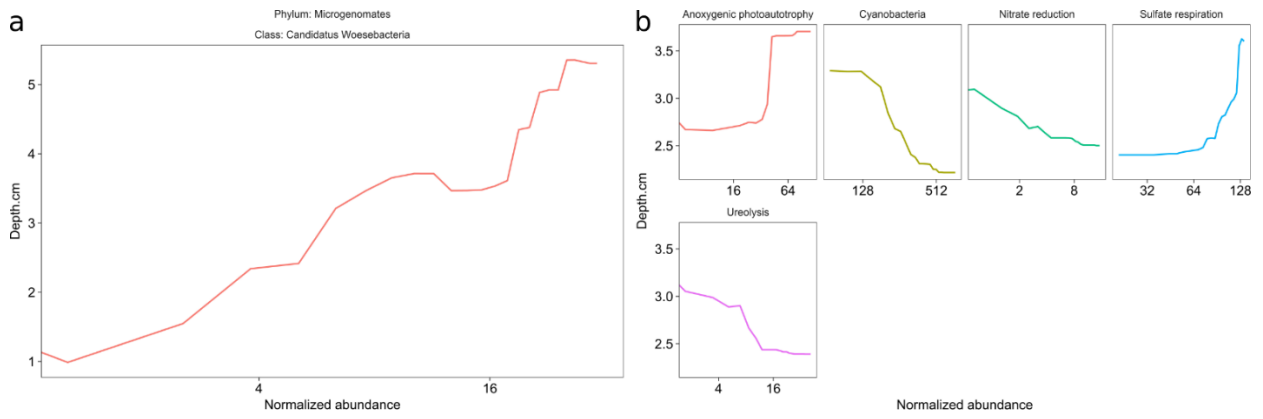 a
Phylum: Microgenomates
Class: Candidatus Woesebacteria
Depth.cm
5
4
3
2
1
4
16
Normalized abundance
b
Anoxygenic photoautotrophy
Cyanobacteria
Nitrate reduction
Sulfate respiration
3.5
3.0
2.5
16
64
128
512
2
8
32
64
128
Depth.cm
Ureolysis
3.5
3.0
2.5
4
16
Normalized abundance